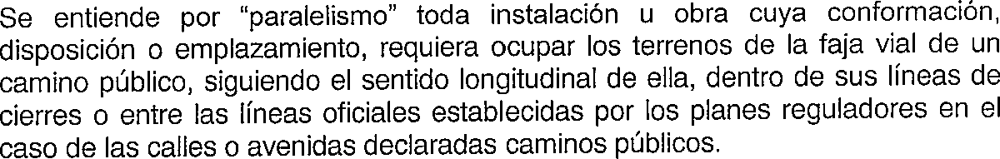 Se entiende por “paralelismo” toda instalación u obra cuya conformación,
disposición o emplazamiento, requiera ocupar los terrenos de la faja vial de un
camino público, siguiendo el sentido longitudinal de ella, dentro de sus líneas de
cierres o entre las líneas oficiales establecidas por los planes reguladores en el
caso de las calles o avenidas declaradas caminos públicos.